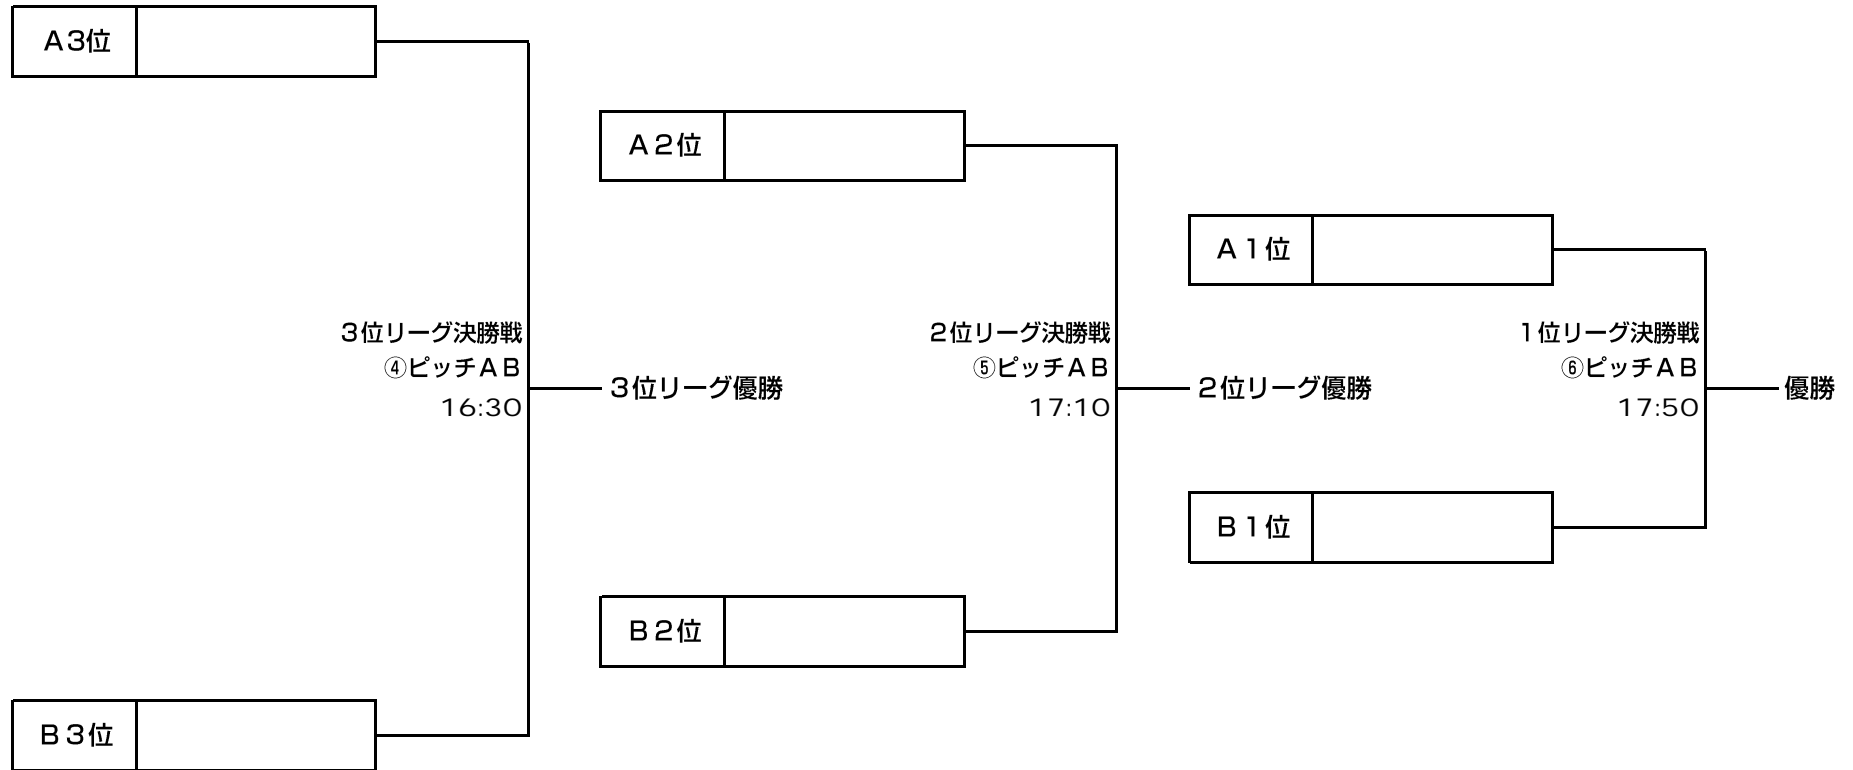 A3位
3位リーグ決勝戦
④ピッチAB
16:30
3位リーグ優勝
B3位
A2位
2位リーグ決勝戦
⑤ピッチAB
17:10
2位リーグ優勝
B2位
A1位
1位リーグ決勝戦
⑥ピッチAB
17:50
優勝
B1位